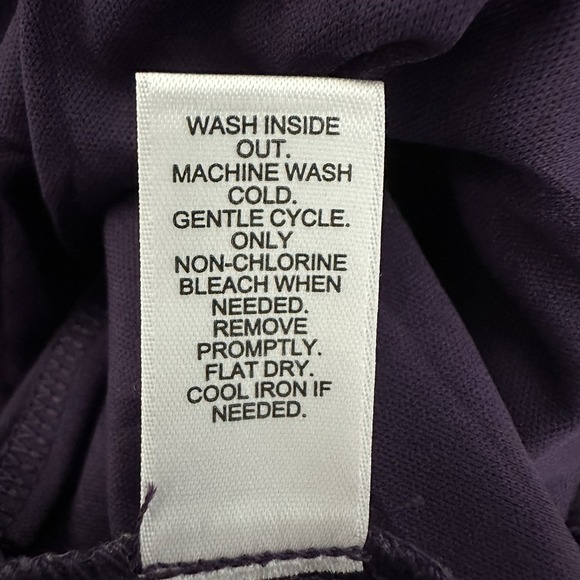 WASH INSIDE
OUT.
MACHINE WASH
COLD.
GENTLE CYCLE.
ONLY
NON-CHLORINE
BLEACH WHEN
NEEDED.
REMOVE
PROMPTLY.
FLAT DRY.
COOL IRON IF
NEEDED.